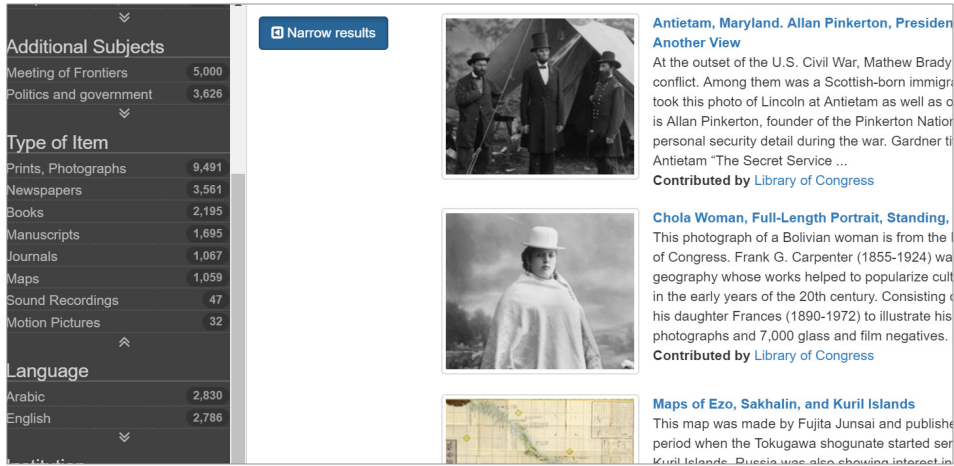 Additional Subjects
Meeting of Frontiers 5,000
Politics and government 3,626
Type of Item
Prints, Photographs 9,491
Newspapers 3,561
Books 2,195
Manuscripts 1,695
Journals 1,067
Maps 1,059
Sound Recordings 47
Motion Pictures 32
Language
Arabic 2,830
English 2,786
Narrow results
Antietam, Maryland. Allan Pinkerton, Presiden
Another View
At the outset of the U.S. Civil War, Mathew Brady
conflict. Among them was a Scottish-born immigra
took this photo of Lincoln at Antietam as well as o
is Allan Pinkerton, founder of the Pinkerton Nation
personal security detail during the war. Gardner ti
Antietam “The Secret Service ...
Contributed by Library of Congress
Chola Woman, Full-Length Portrait, Standing,
This photograph of a Bolivian woman is from the
of Congress. Frank G. Carpenter (1855-1924) wa
geography whose works helped to popularize cult
in the early years of the 20th century. Consisting
his daughter Frances (1890-1972) to illustrate his
photographs and 7,000 glass and film negatives.
Contributed by Library of Congress
Maps of Ezo, Sakhalin, and Kuril Islands
This map was made by Fujita Junsai and publishe
period when the Tokugawa shogunate started ser
Kuril Islands. Russia was also showing interest in